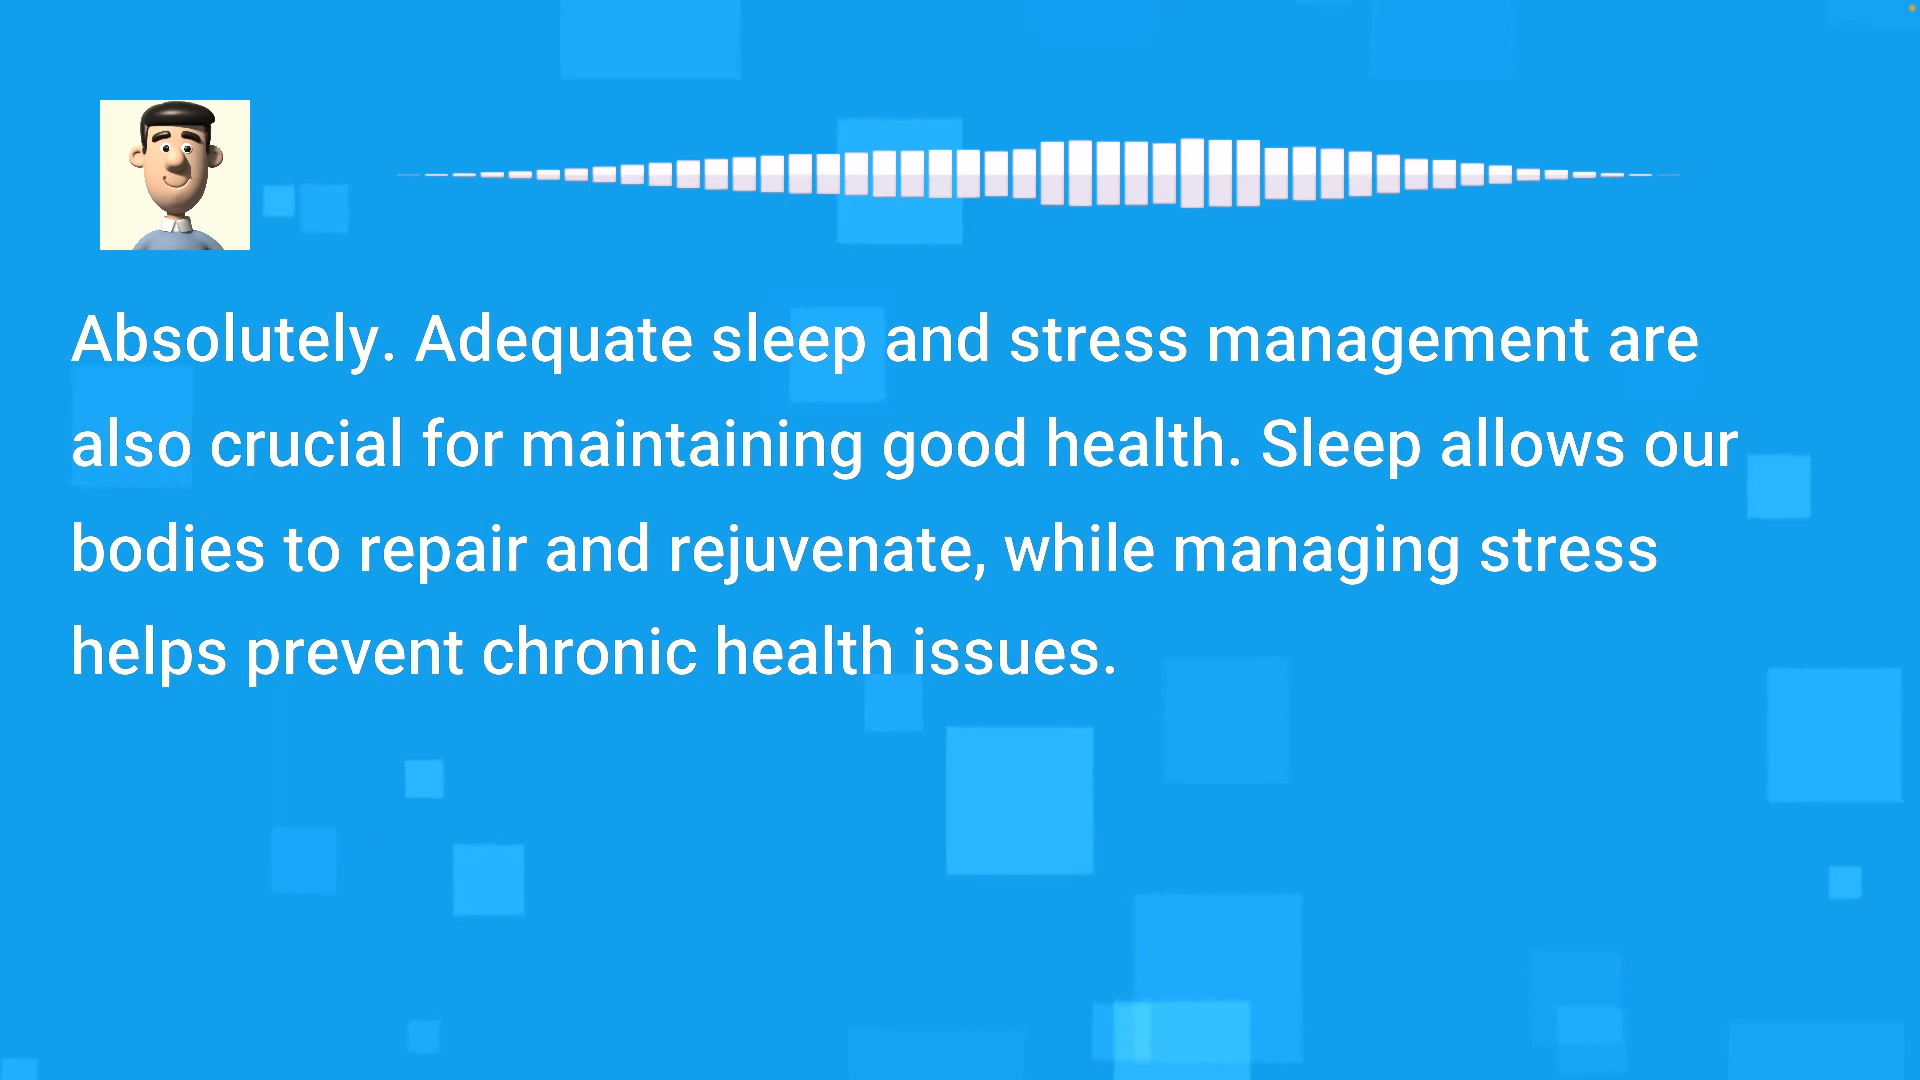 Absolutely. Adequate sleep and stress management are
also crucial for maintaining good health. Sleep allows our
bodies to repair and rejuvenate, while managing stress
helps prevent chronic health issues.